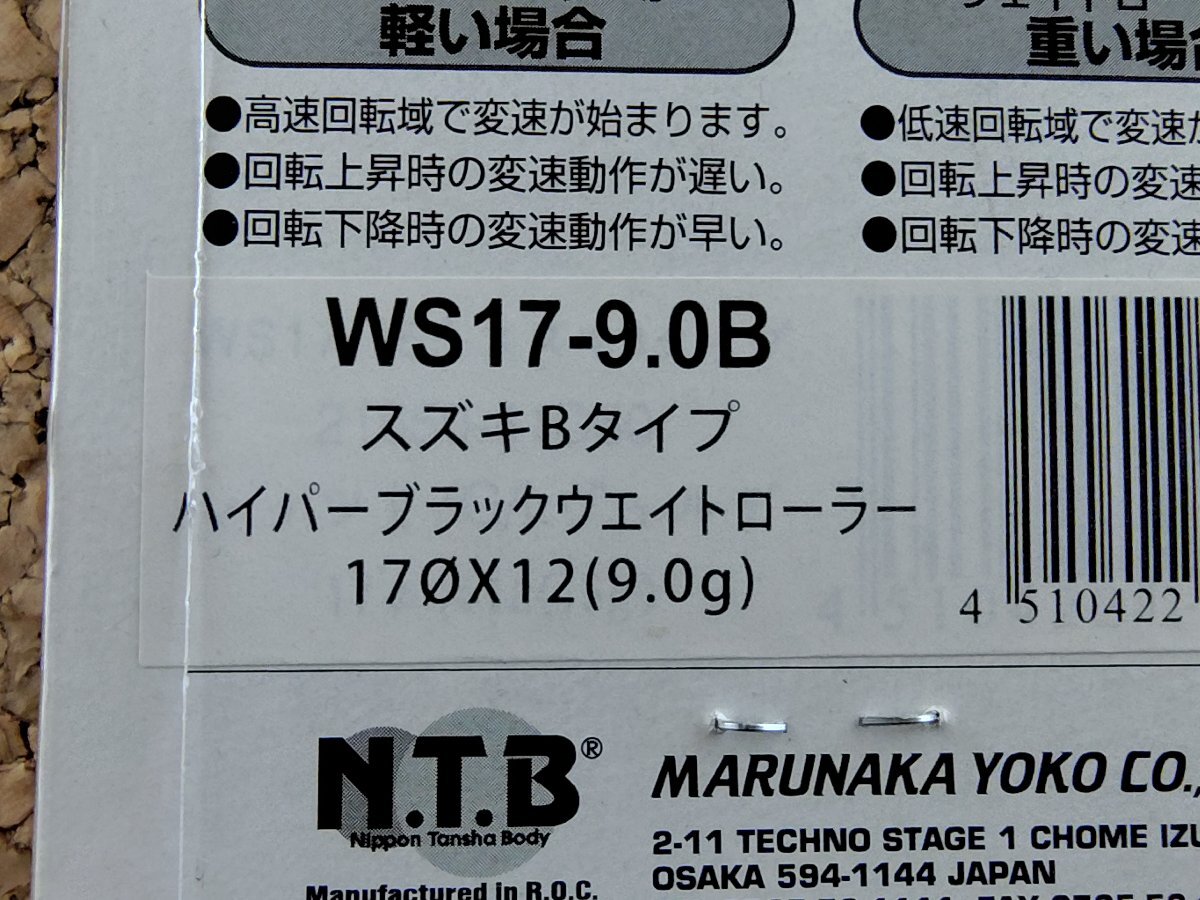 軽い場合
●高速回転域で変速が始まります。
●回転上昇時の変速動作が遅い。
●回転下降時の変速動作が早い。
重い場合
●低速回転域で変速が
●回転上昇時の変速
●回転下降時の変速
WS17-9.0B
スズキBタイプ
ハイパーブラックウエイトローラー
17ØX12(9.0g)
4 510422
N.T.B®
Nippon Tansha Body
Manufactured in R.O.C.
MARUNAKA YOKO CO.,
2-11 TECHNO STAGE 1 CHOME IZU
OSAKA 594-1144 JAPAN